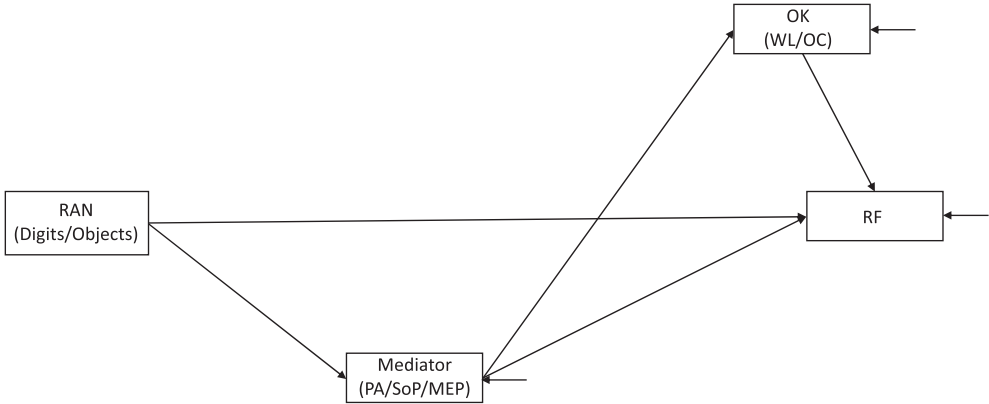 OK
(WL/OC)
RAN
(Digits/Objects)
RF
Mediator
(PA/SoP/MEP)